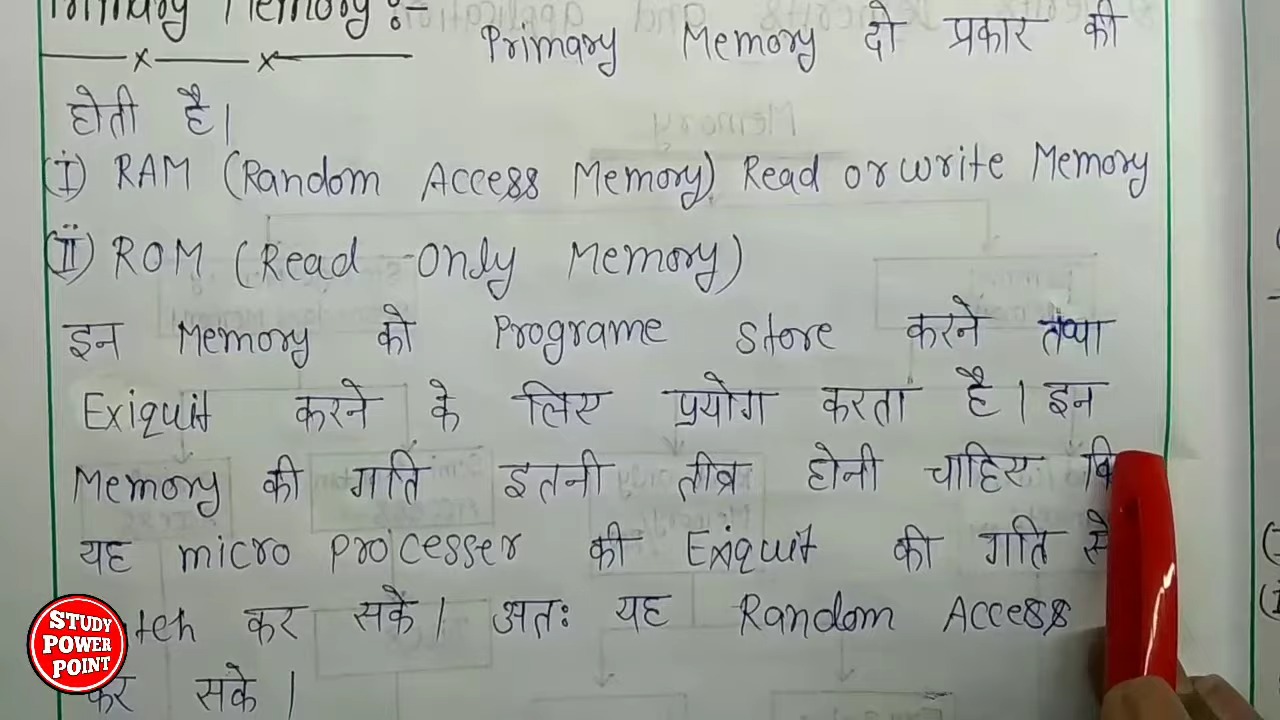 Primary Memory :-
Primary Memory दो प्रकार की
होती है।
(i) RAM (Random Access Memory) Read or write Memory
(ii) ROM (Read -Only Memory)
इन Memory को Programe Store करने तथा
Exiquit करने के लिए प्रयोग करता है। इन
Memory की गति इतनी तीव्र होनी चाहिए कि
यह micro processer की Exiquit की गति से
कर सके। अतः यह Random Access
कर सके।
STUDY
POWER
POINT